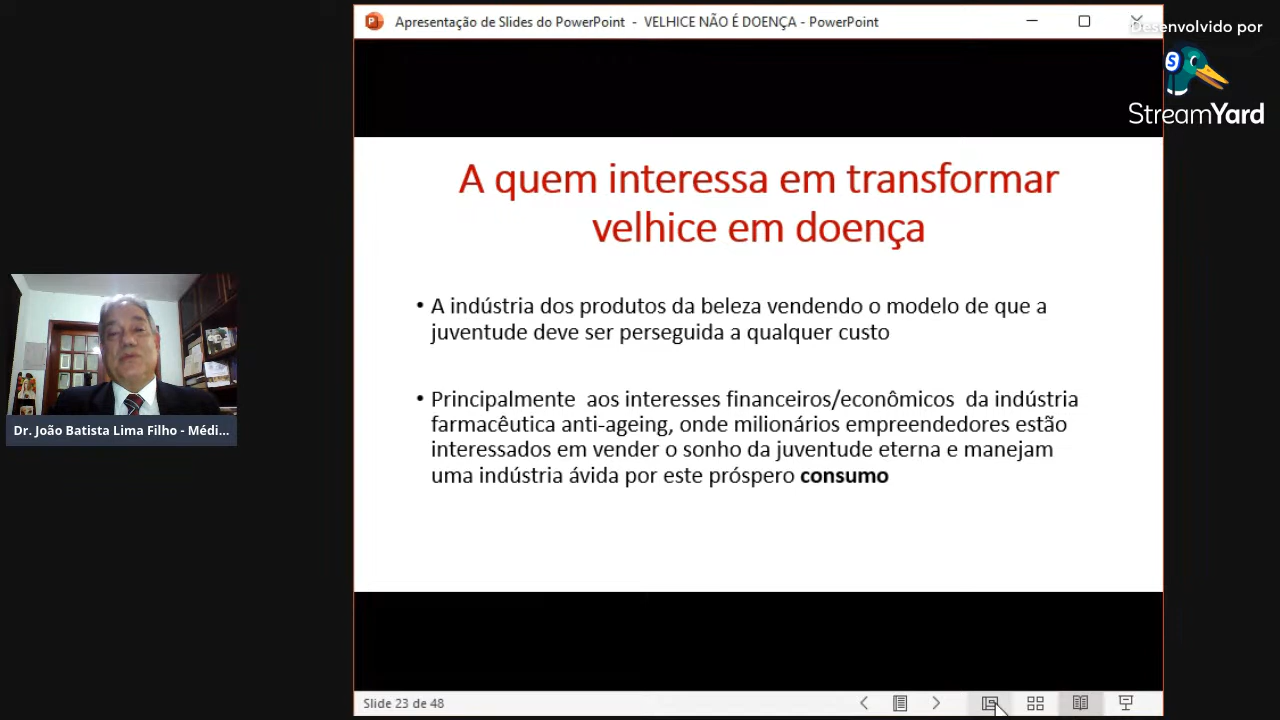 Apresentação de Slides do PowerPoint - VELHICE NÃO É DOENÇA - PowerPoint
Desenvolvido por
StreamYard
A quem interessa em transformar
velhice em doença
• A indústria dos produtos da beleza vendendo o modelo de que a
juventude deve ser perseguida a qualquer custo
• Principalmente aos interesses financeiros/econômicos da indústria
farmacêutica anti-ageing, onde milionários empreendedores estão
interessados em vender o sonho da juventude eterna e manejam
uma indústria ávida por este próspero consumo
Dr. João Batista Lima Filho - Médi...
Slide 23 de 48